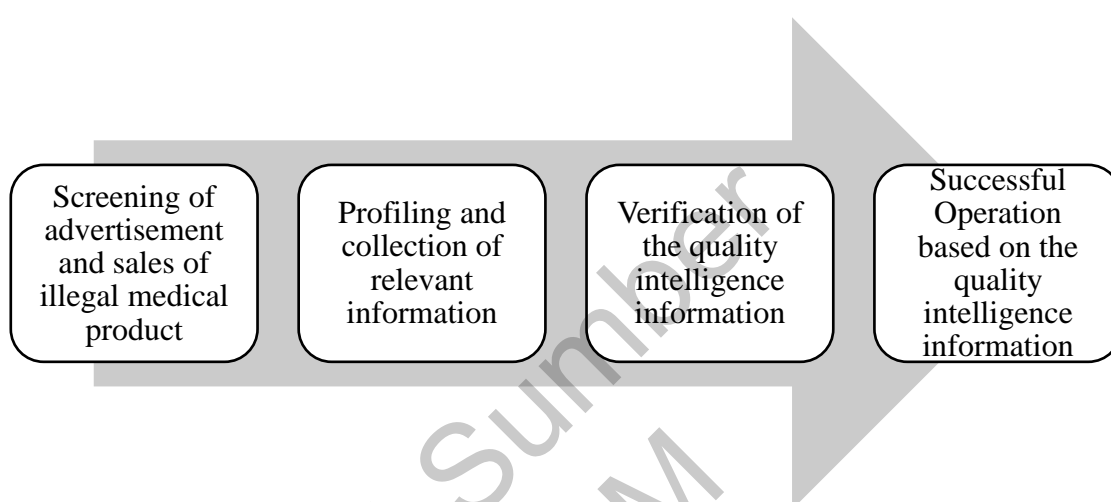 Screening of
advertisement
and sales of
illegal medical
product
Profiling and
collection of
relevant
information
Verification of
the quality
intelligence
information
Successful
Operation
based on the
quality
intelligence
information
Sumber
M